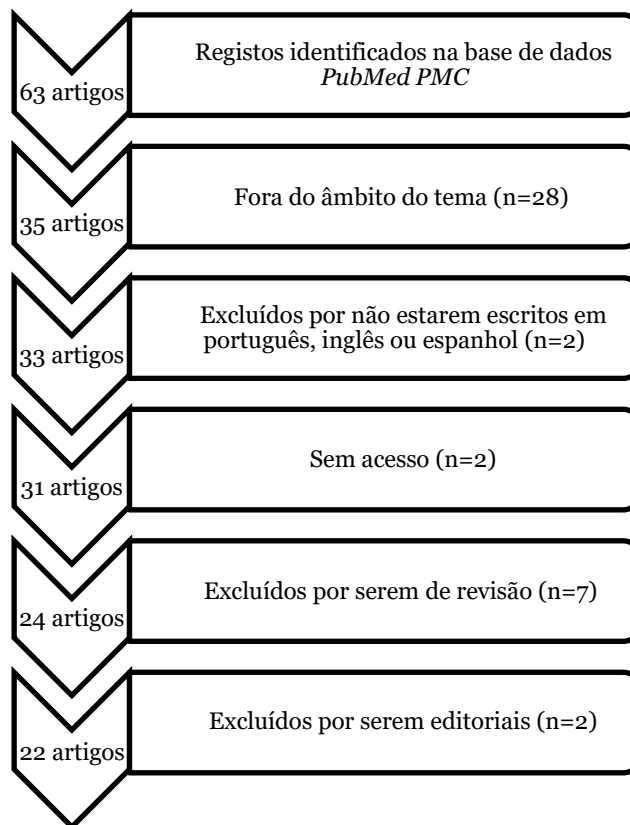 Registos identificados na base de dados
PubMed PMC
63 artigos
Fora do âmbito do tema (n=28)
35 artigos
Excluídos por não estarem escritos em
português, inglês ou espanhol (n=2)
33 artigos
Sem acesso (n=2)
31 artigos
Excluídos por serem de revisão (n=7)
24 artigos
Excluídos por serem editoriais (n=2)
22 artigos